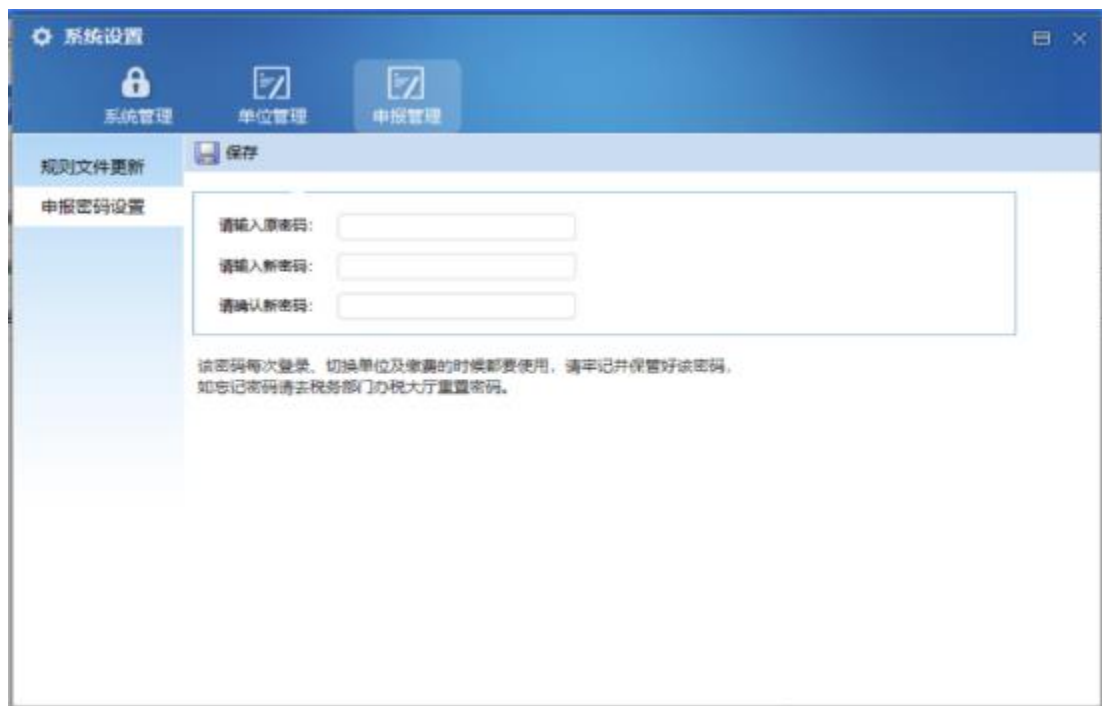 系统设置
系统管理 单位管理 申报管理
规则文件更新
保存
申报密码设置
请输入原密码：
请输入新密码：
请确认新密码：
该密码每次登录、切换单位及缴费的时候都要使用，请牢记并保管好该密码，
如忘记密码请去税务部门办税大厅重置密码。